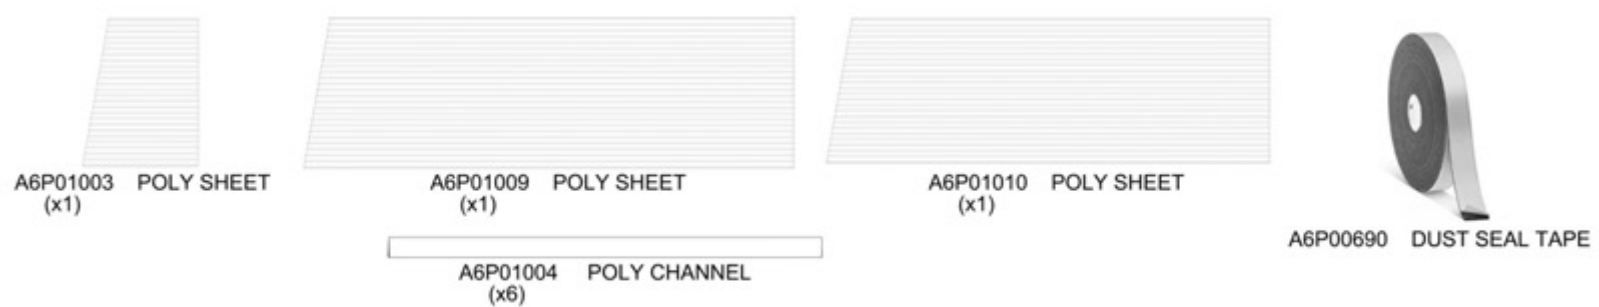 A6P01003 POLY SHEET
(x1)
A6P01009 POLY SHEET
(x1)
A6P01010 POLY SHEET
(x1)
A6P00690 DUST SEAL TAPE
A6P01004 POLY CHANNEL
(x6)